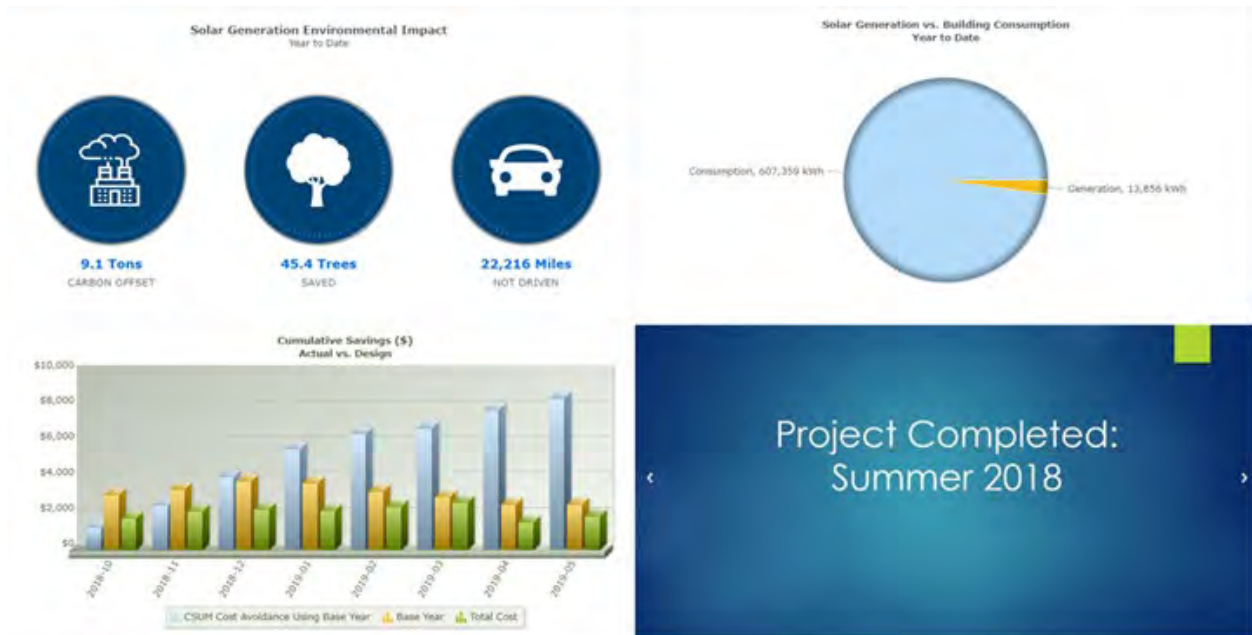 Solar Generation Environmental Impact
Year to Date
9.1 Tons
CARBON OFFSET
45.4 Trees
SAVED
22,216 Miles
NOT DRIVEN
Solar Generation vs. Building Consumption
Year to Date
Consumption, 607,359 kWh
Generation, 13,856 kWh
Cumulative Savings ($)
Actual vs. Design
$10,000
$8,000
$6,000
$4,000
$2,000
$0
2018-10
2018-11
2018-12
2019-01
2019-02
2019-03
2019-04
2019-05
CSUM Cost Avoidance Using Base Year
Base Year
Total Cost
Project Completed:
Summer 2018